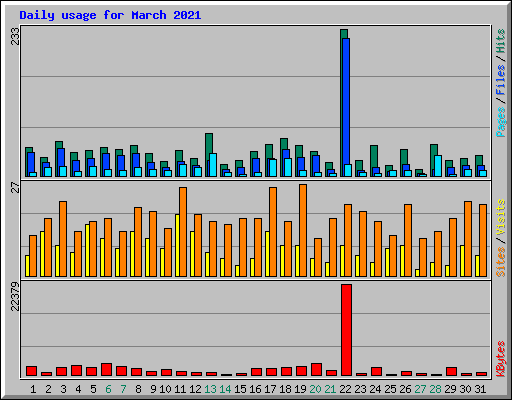 Daily usage for March 2021
233
Pages / Files / Hits
27
Sites / Visits
22379
KBytes
1 2 3 4 5 6 7 8 9 10 11 12 13 14 15 16 17 18 19 20 21 22 23 24 25 26 27 28 29 30 31